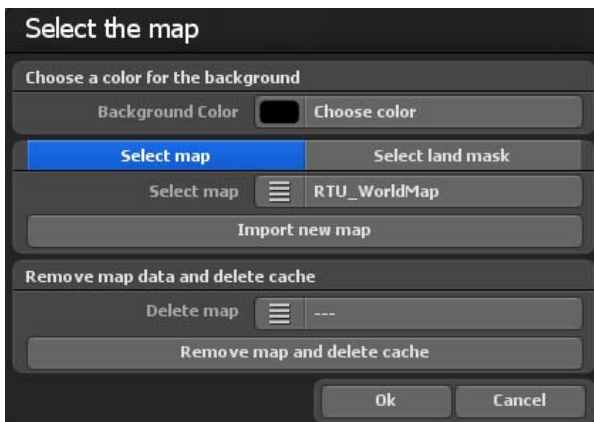 Select the map
Choose a color for the background
Background Color Choose color
Select map Select land mask
Select map RTU_WorldMap
Import new map
Remove map data and delete cache
Delete map ---
Remove map and delete cache
Ok Cancel